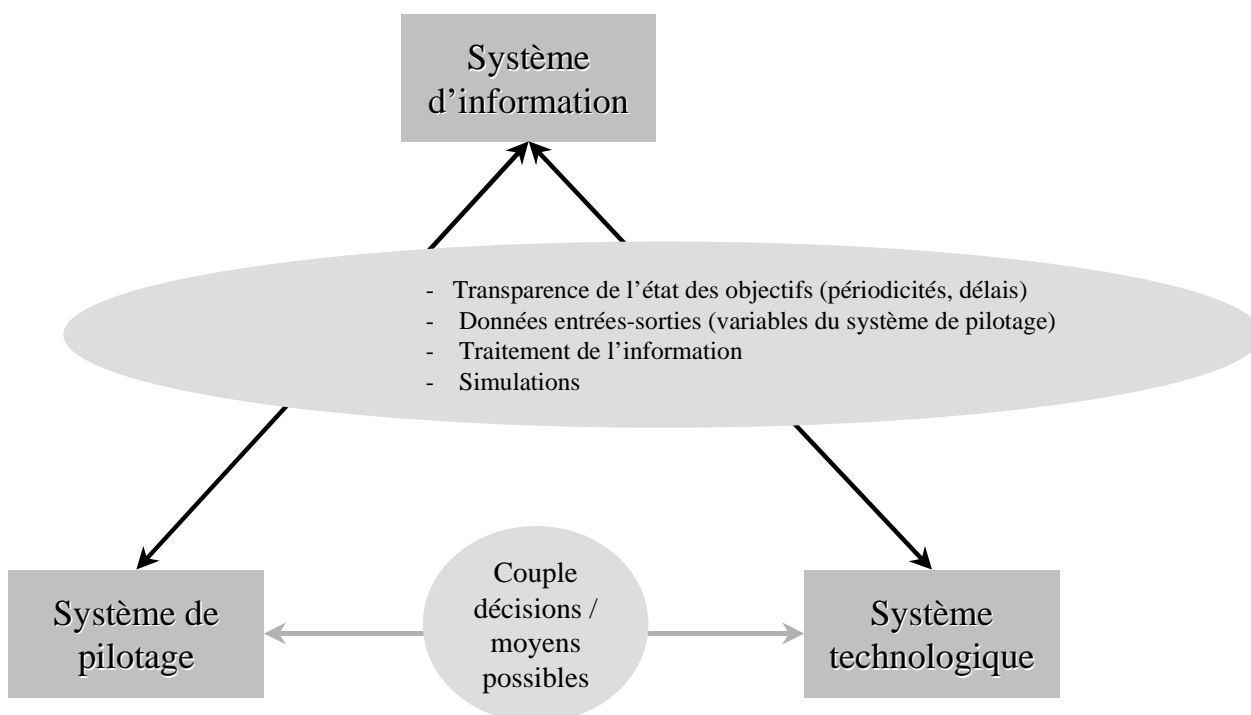 Système
d’information
- Transparence de l’état des objectifs (périodicités, délais)
- Données entrées-sorties (variables du système de pilotage)
- Traitement de l’information
- Simulations
Système de
pilotage
Couple
décisions /
moyens
possibles
Système
technologique